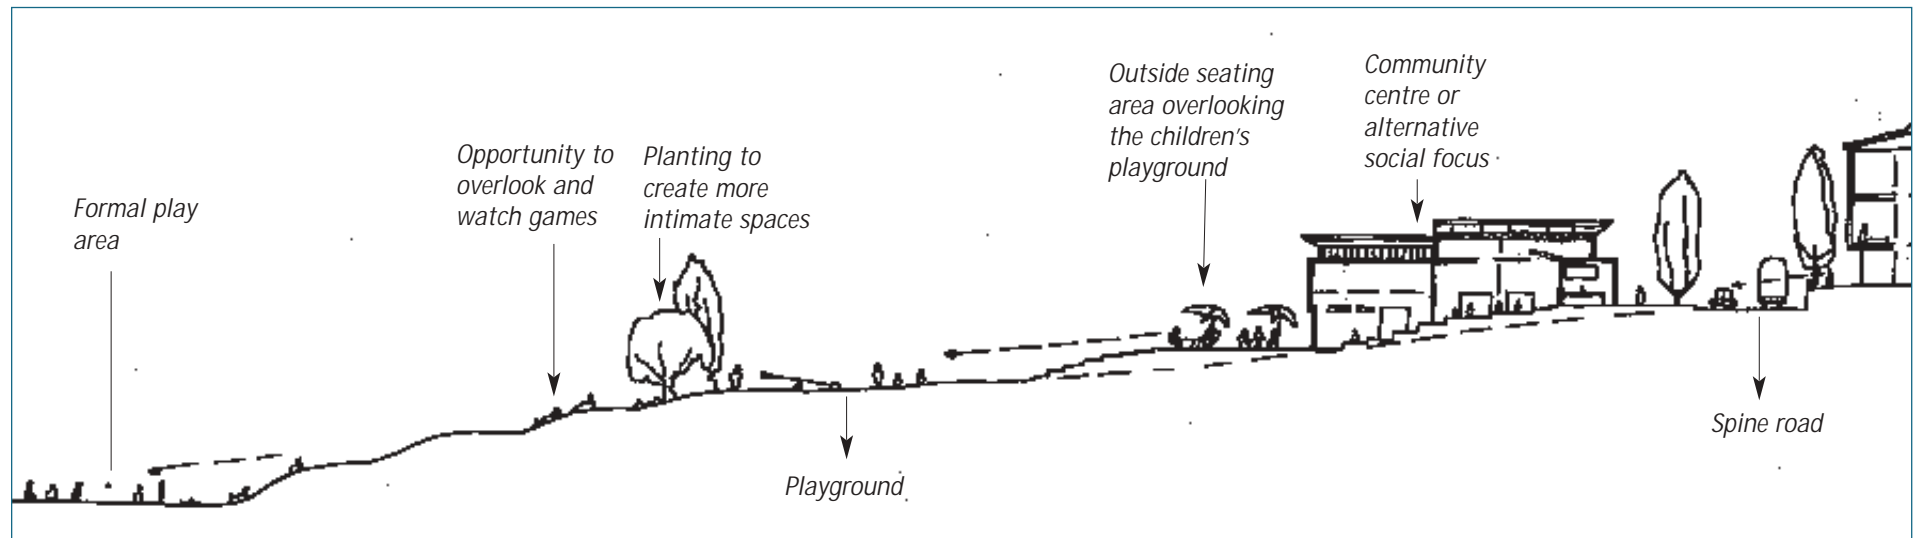 Formal play
area
Opportunity to
overlook and
watch games
Planting to
create more
intimate spaces
Playground
Outside seating
area overlooking
the children's
playground
Community
centre or
alternative
social focus
Spine road